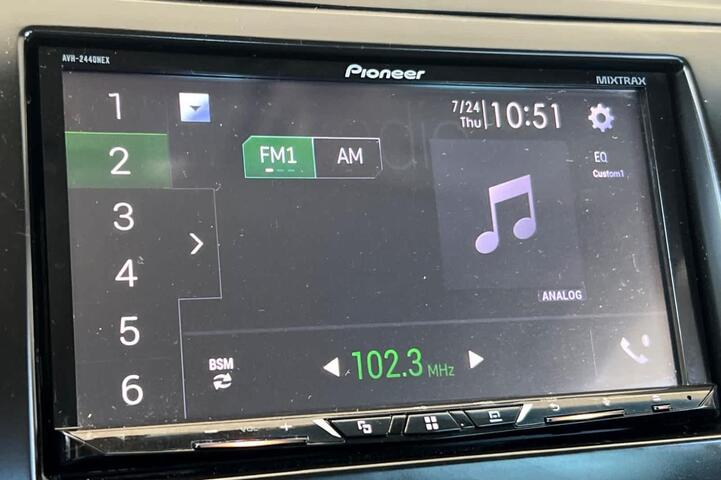 AVH-2440NEX
Pioneer
MIXTRAX
1
2
3
4
5
6
7/24
Thu
10:51
FM1
AM
EQ
Custom1
ANALOG
BSM
102.3 MHz
VOL